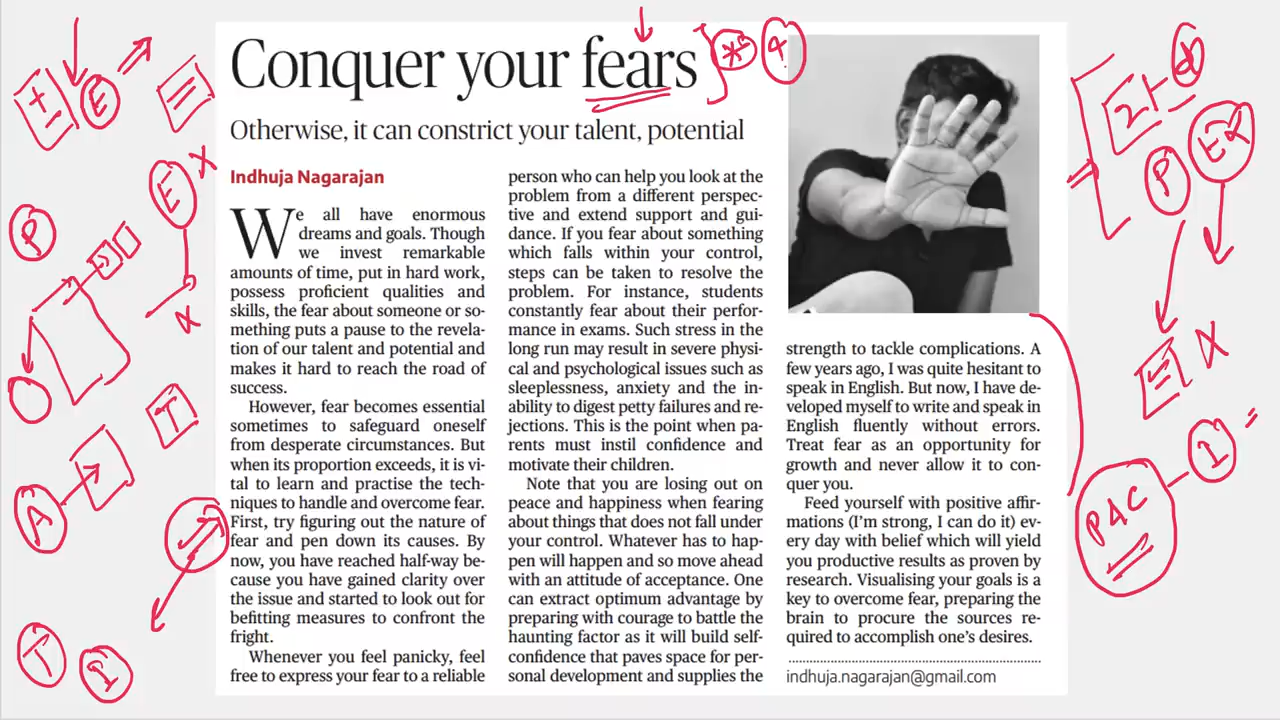 Conquer your fears
Otherwise, it can constrict your talent, potential
Indhuja Nagarajan
We all have enormous
dreams and goals. Though
we invest remarkable
amounts of time, put in hard work,
possess proficient qualities and
skills, the fear about someone or so-
mething puts a pause to the revela-
tion of our talent and potential and
makes it hard to reach the road of
success.
However, fear becomes essential
sometimes to safeguard oneself
from desperate circumstances. But
when its proportion exceeds, it is vi-
tal to learn and practise the tech-
niques to handle and overcome fear.
First, try figuring out the nature of
fear and pen down its causes. By
now, you have reached half-way be-
cause you have gained clarity over
the issue and started to look out for
befitting measures to confront the
fright.
Whenever you feel panicky, feel
free to express your fear to a reliable
person who can help you look at the
problem from a different perspec-
tive and extend support and gui-
dance. If you fear about something
which falls within your control,
steps can be taken to resolve the
problem. For instance, students
constantly fear about their perfor-
mance in exams. Such stress in the
long run may result in severe physi-
cal and psychological issues such as
sleeplessness, anxiety and the in-
ability to digest petty failures and re-
jections. This is the point when pa-
rents must instil confidence and
motivate their children.
Note that you are losing out on
peace and happiness when fearing
about things that does not fall under
your control. Whatever has to hap-
pen will happen and so move ahead
with an attitude of acceptance. One
can extract optimum advantage by
preparing with courage to battle the
haunting factor as it will build self-
confidence that paves space for per-
sonal development and supplies the
strength to tackle complications. A
few years ago, I was quite hesitant to
speak in English. But now, I have de-
veloped myself to write and speak in
English fluently without errors.
Treat fear as an opportunity for
growth and never allow it to con-
quer you.
Feed yourself with positive affir-
mations (I'm strong, I can do it) ev-
ery day with belief which will yield
you productive results as proven by
research. Visualising your goals is a
key to overcome fear, preparing the
brain to procure the sources re-
quired to accomplish one's desires.
indhuja.nagarajan@gmail.com
E
E
P
T
A
T
I
P
PAC
I